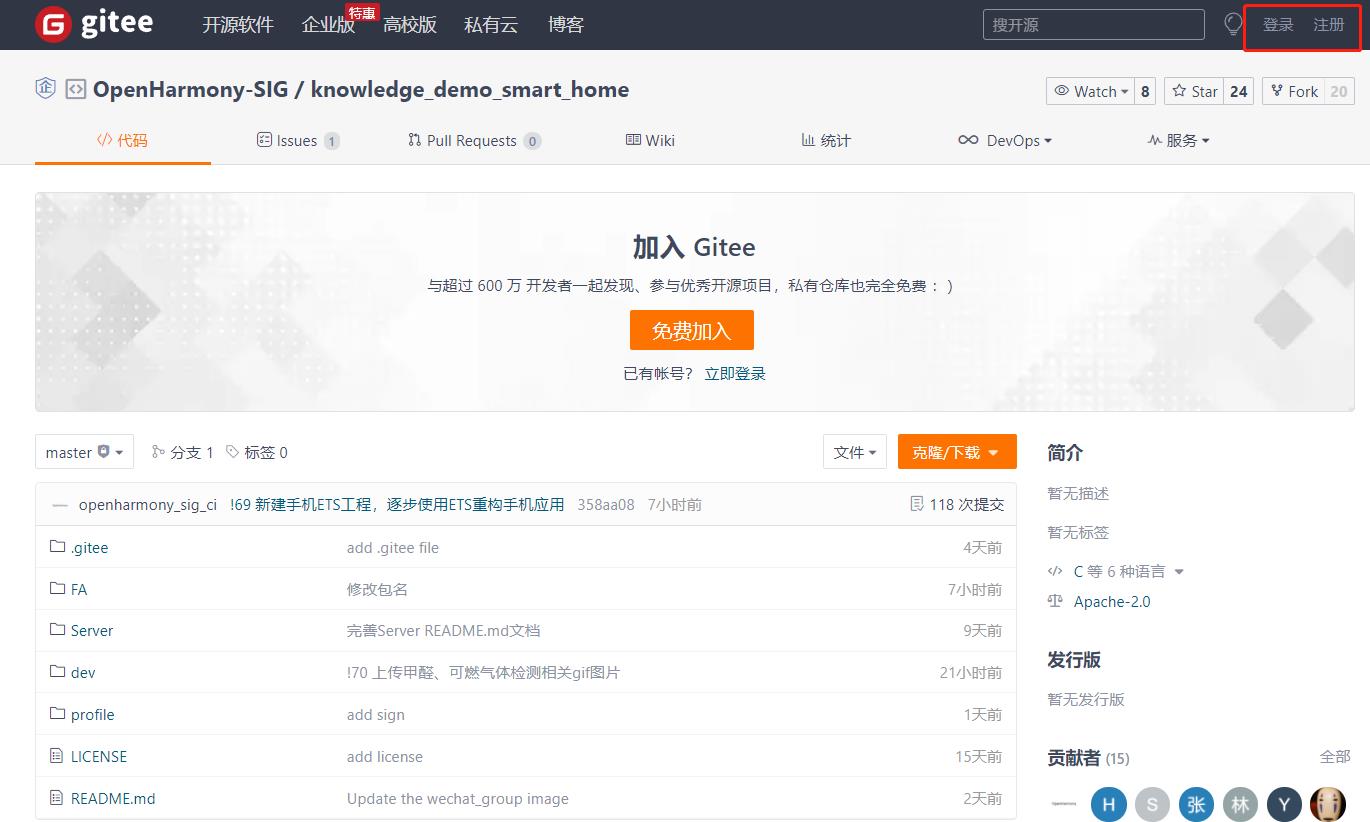 gitee 开源软件 企业版 特惠 高校版 私有云 博客 搜开源 登录 注册
OpenHarmony-SIG / knowledge_demo_smart_home Watch 8 Star 24 Fork 20
代码 Issues 1 Pull Requests 0 Wiki 统计 DevOps 服务
加入 Gitee
与超过 600 万 开发者一起发现、参与优秀开源项目，私有仓库也完全免费：）
免费加入
已有帐号？ 立即登录
master 分支 1 标签 0 文件 克隆/下载
openharmony_sig_ci !69 新建手机ETS工程，逐步使用ETS重构手机应用 358aa08 7小时前 118 次提交
.gitee add .gitee file 4天前
FA 修改包名 7小时前
Server 完善Server README.md文档 9天前
dev !70 上传甲醛、可燃气体检测相关gif图片 21小时前
profile add sign 1天前
LICENSE add license 15天前
README.md Update the wechat_group image 2天前
简介
暂无描述
暂无标签
C 等 6 种语言
Apache-2.0
发行版
暂无发行版
贡献者 (15) 全部
H S 张 林 Y